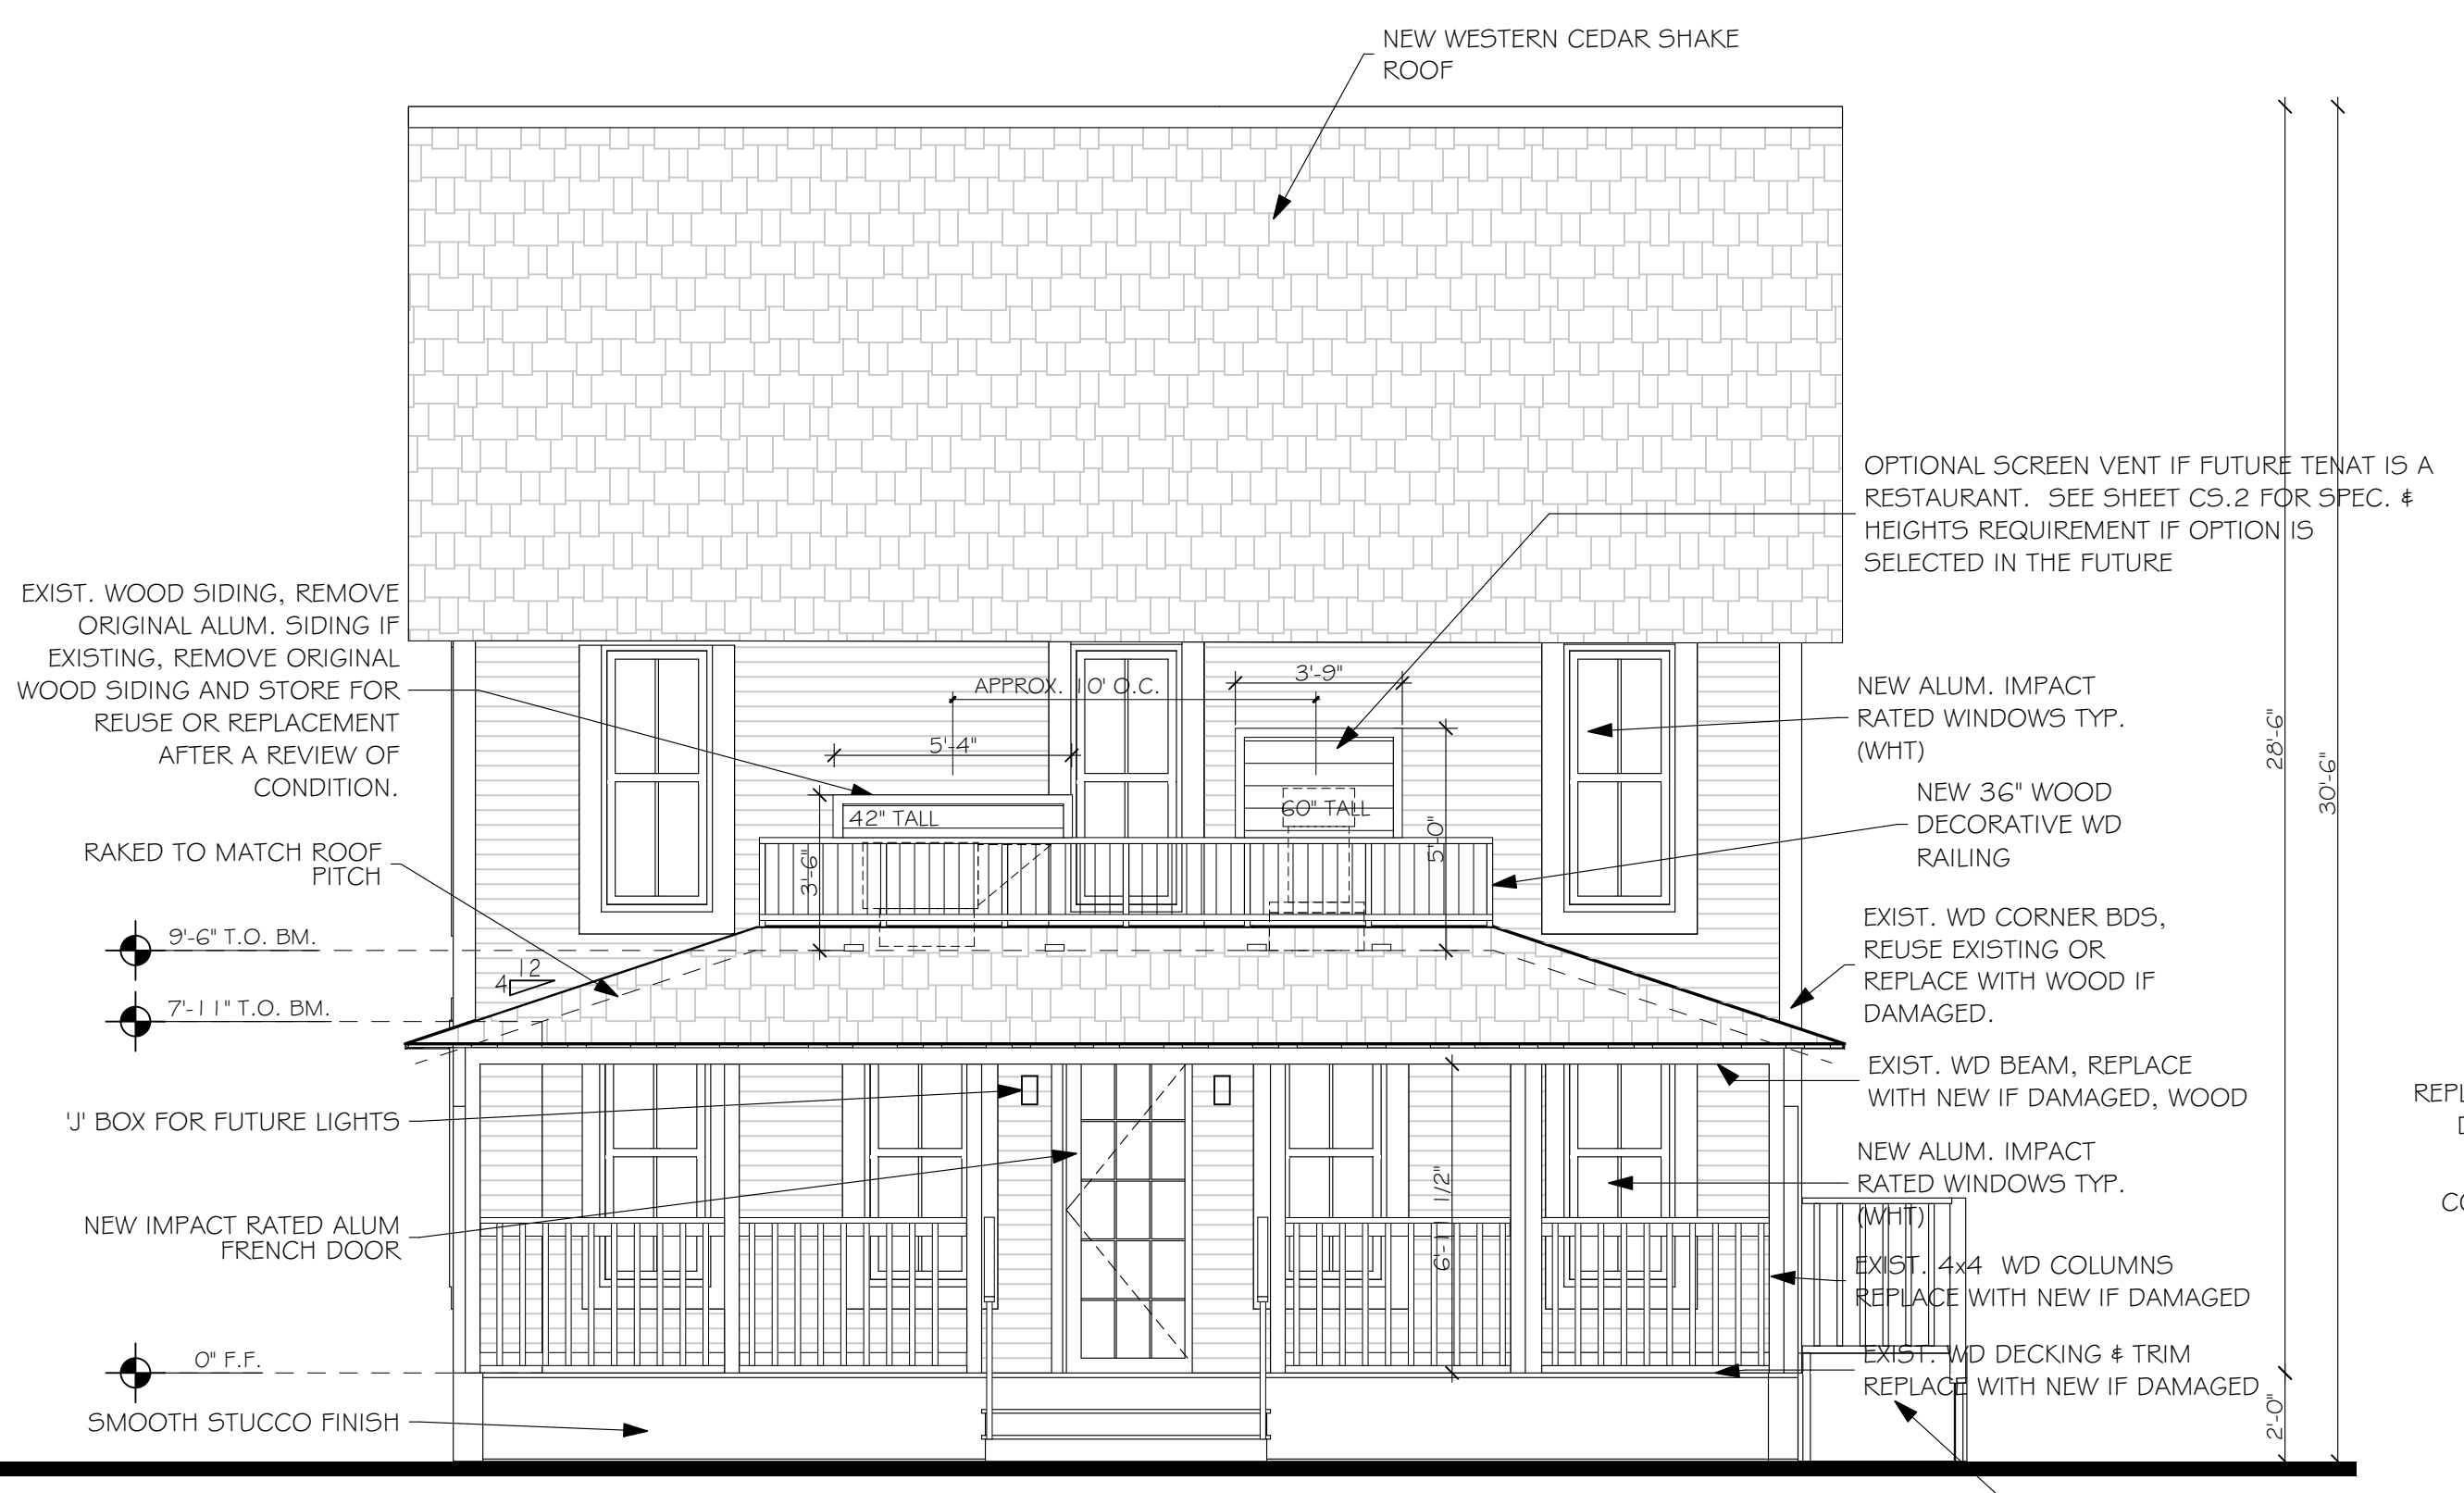 NEW WESTERN CEDAR SHAKE
ROOF
OPTIONAL SCREEN VENT IF FUTURE TENAT IS A
RESTAURANT. SEE SHEET CS.2 FOR SPEC. &
HEIGHTS REQUIREMENT IF OPTION IS
SELECTED IN THE FUTURE
EXIST. WOOD SIDING, REMOVE
ORIGINAL ALUM. SIDING IF
EXISTING, REMOVE ORIGINAL
WOOD SIDING AND STORE FOR
REUSE OR REPLACEMENT
AFTER A REVIEW OF
CONDITION.
RAKED TO MATCH ROOF
PITCH
9'-6" T.O. BM.
7'-11" T.O. BM.
12
4
'J' BOX FOR FUTURE LIGHTS
NEW IMPACT RATED ALUM
FRENCH DOOR
0" F.F.
SMOOTH STUCCO FINISH
APPROX. 10' O.C.
3'-9"
5'-4"
42" TALL
60" TALL
3'-6"
5'-0"
6'-11 1/2"
NEW ALUM. IMPACT
RATED WINDOWS TYP.
(WHT)
NEW 36" WOOD
DECORATIVE WD
RAILING
EXIST. WD CORNER BDS,
REUSE EXISTING OR
REPLACE WITH WOOD IF
DAMAGED.
EXIST. WD BEAM, REPLACE
WITH NEW IF DAMAGED, WOOD
NEW ALUM. IMPACT
RATED WINDOWS TYP.
(WHT)
EXIST. 4x4 WD COLUMNS
REPLACE WITH NEW IF DAMAGED
EXIST. WD DECKING & TRIM
REPLACE WITH NEW IF DAMAGED
28'-6"
30'-6"
2'-0"
REPL
CO